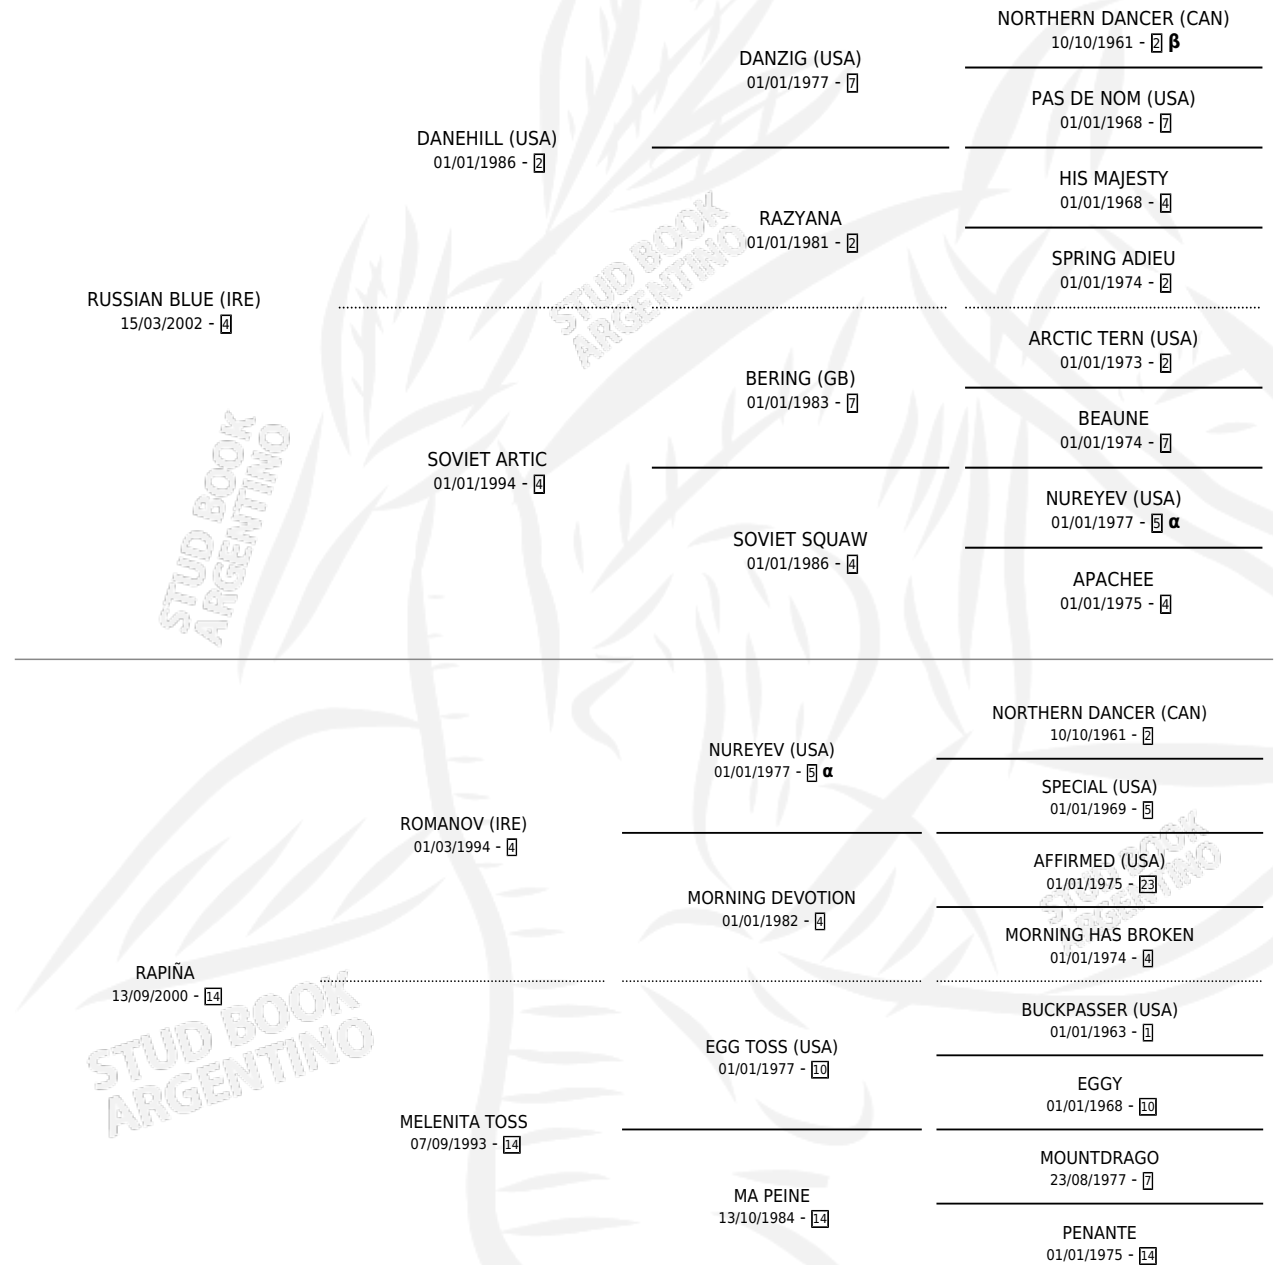 NORTHERN DANCER (CAN)
10/10/1961 - 2 β
DANZIG (USA)
01/01/1977 - 7
PAS DE NOM (USA)
01/01/1968 - 7
DANEHILL (USA)
01/01/1986 - 2
HIS MAJESTY
01/01/1968 - 4
RAZYANA
01/01/1981 - 2
SPRING ADIEU
01/01/1974 - 2
RUSSIAN BLUE (IRE)
15/03/2002 - 4
ARCTIC TERN (USA)
01/01/1973 - 2
BERING (GB)
01/01/1983 - 7
BEAUNE
01/01/1974 - 7
SOVIET ARTIC
01/01/1994 - 4
NUREYEV (USA)
01/01/1977 - 5 α
SOVIET SQUAW
01/01/1986 - 4
APACHEE
01/01/1975 - 4
STUD BOOK
ARGENTINO
STUD BOOK
ARGENTINO
NORTHERN DANCER (CAN)
10/10/1961 - 2
NUREYEV (USA)
01/01/1977 - 5 α
SPECIAL (USA)
01/01/1969 - 5
ROMANOV (IRE)
01/03/1994 - 4
AFFIRMED (USA)
01/01/1975 - 23
MORNING DEVOTION
01/01/1982 - 4
MORNING HAS BROKEN
01/01/1974 - 4
RAPIÑA
13/09/2000 - 14
BUCKPASSER (USA)
01/01/1963 - 1
EGG TOSS (USA)
01/01/1977 - 10
EGGY
01/01/1968 - 10
MELENITA TOSS
07/09/1993 - 14
MOUNTDRAGO
23/08/1977 - 7
MA PEINE
13/10/1984 - 14
PENANTE
01/01/1975 - 14
STUD BOOK
ARGENTINO
STUD BOOK
ARGENTINO